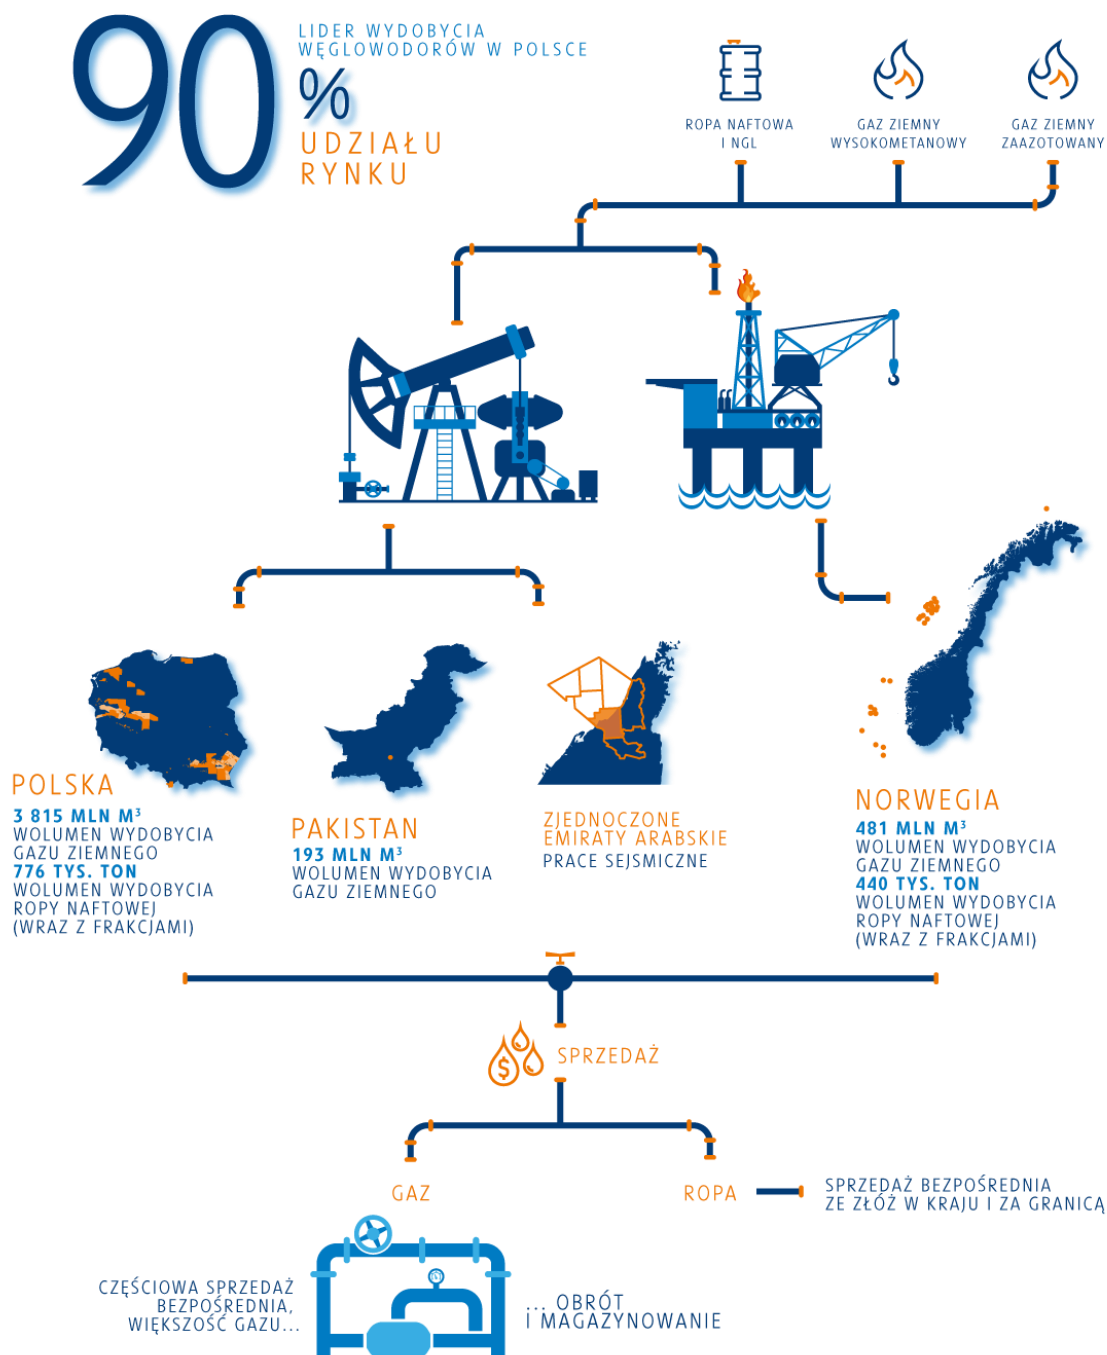 90
LIDER WYDOBYCIA
WĘGLOWODORÓW W POLSCE
%
UDZIAŁU
RYNKU
ROPA NAFTOWA
I NGL
GAZ ZIEMNY
WYSOKOMETANOWY
GAZ ZIEMNY
ZAAZOTOWANY
POLSKA
3 815 MLN M³
WOLUMEN WYDOBYCIA
GAZU ZIEMNEGO
776 TYS. TON
WOLUMEN WYDOBYCIA
ROPY NAFTOWEJ
(WRAZ Z FRAKCJAMI)
PAKISTAN
193 MLN M³
WOLUMEN WYDOBYCIA
GAZU ZIEMNEGO
ZJEDNOCZONE
EMIRATY ARABSKIE
PRACE SEJSMICZNE
NORWEGIA
481 MLN M³
WOLUMEN WYDOBYCIA
GAZU ZIEMNEGO
440 TYS. TON
WOLUMEN WYDOBYCIA
ROPY NAFTOWEJ
(WRAZ Z FRAKCJAMI)
$
SPRZEDAŻ
GAZ
ROPA
SPRZEDAŻ BEZPOŚREDNIA
ZE ZŁÓŻ W KRAJU I ZA GRANICĄ
CZĘŚCIOWA SPRZEDAŻ
BEZPOŚREDNIA,
WIĘKSZOŚĆ GAZU...
... OBRÓT
I MAGAZYNOWANIE